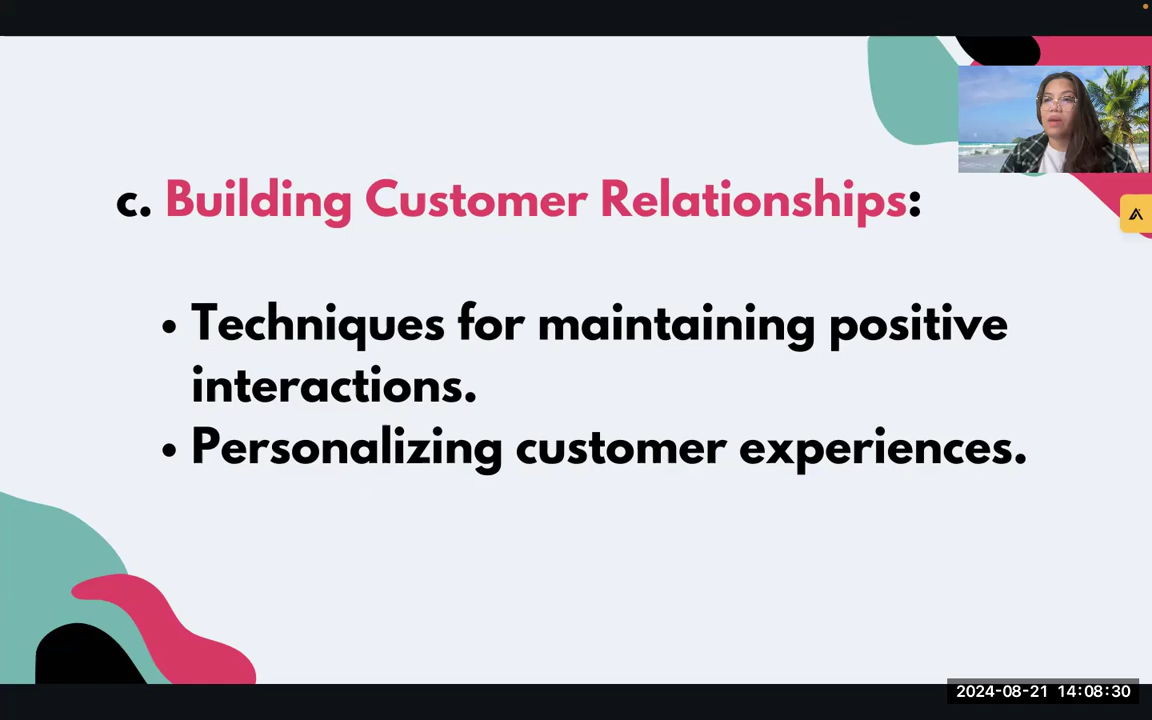 c. Building Customer Relationships:
• Techniques for maintaining positive
interactions.
• Personalizing customer experiences.
2024-08-21 14:08:30